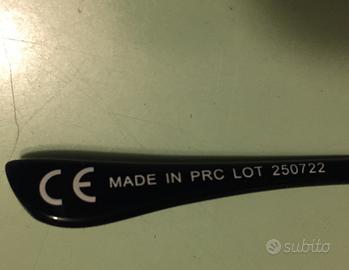 CE MADE IN PRC LOT 250722
subito